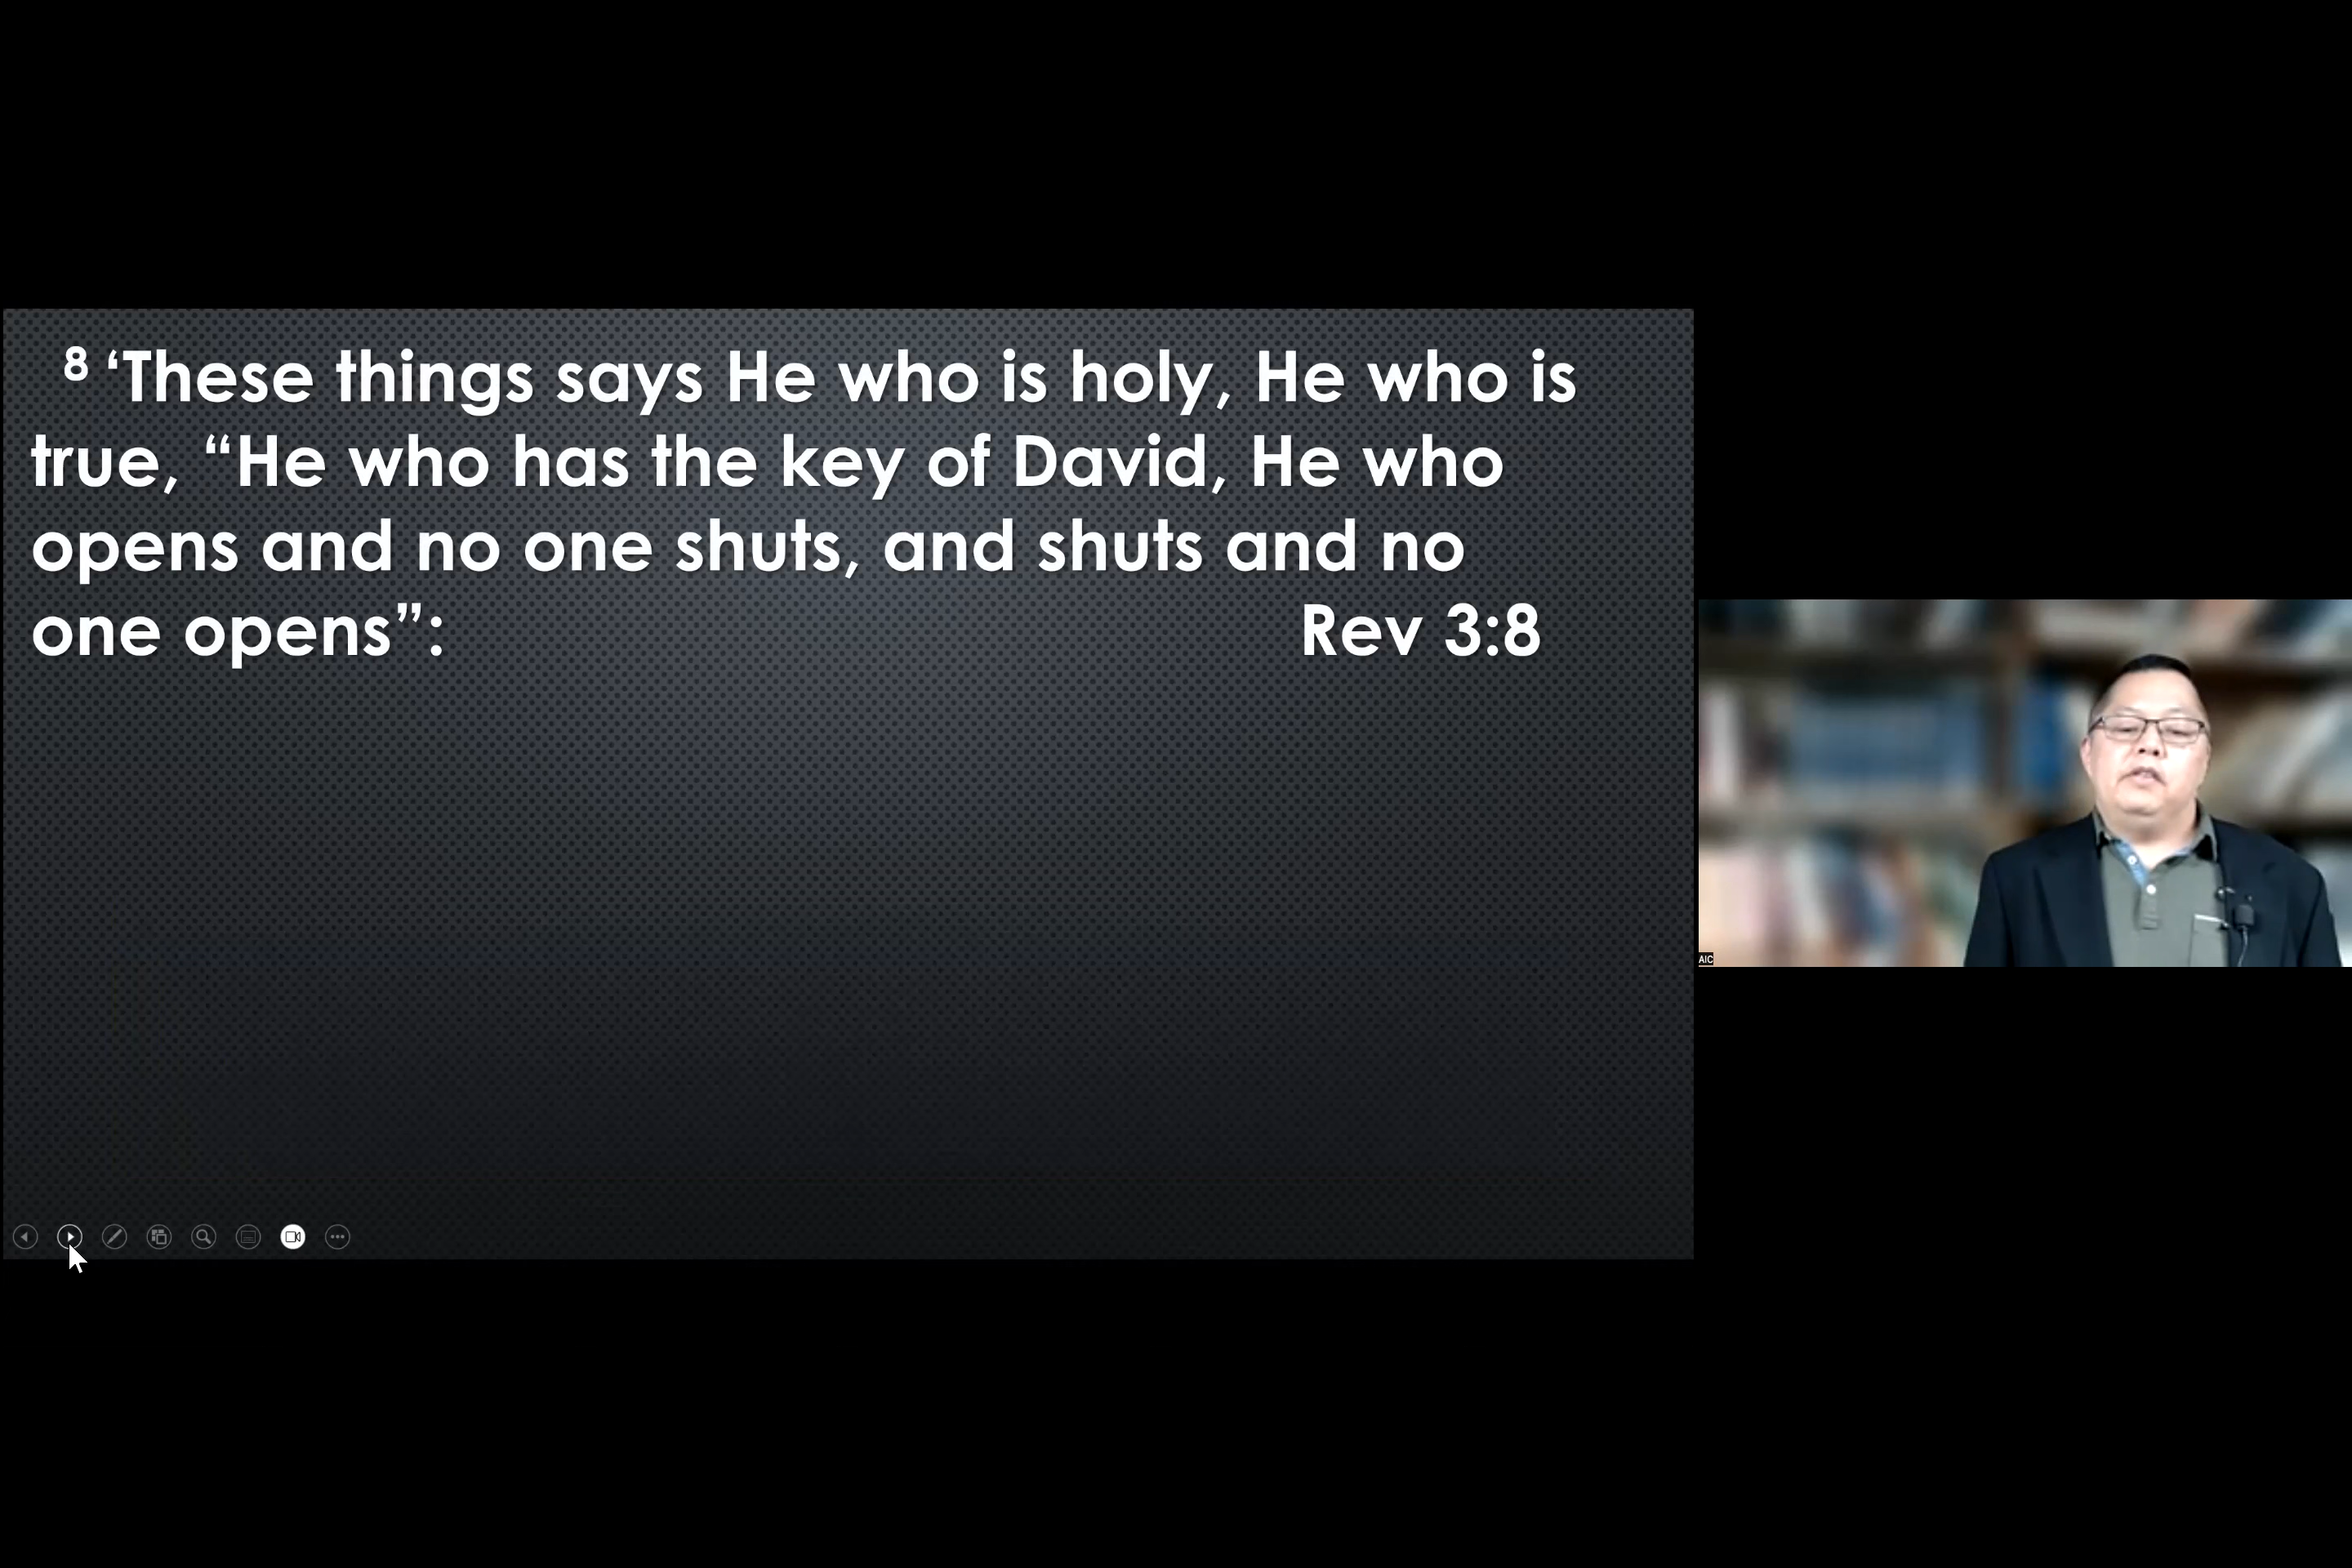 8 ‘These things says He who is holy, He who is
true, “He who has the key of David, He who
opens and no one shuts, and shuts and no
one opens”: Rev 3:8
AIC